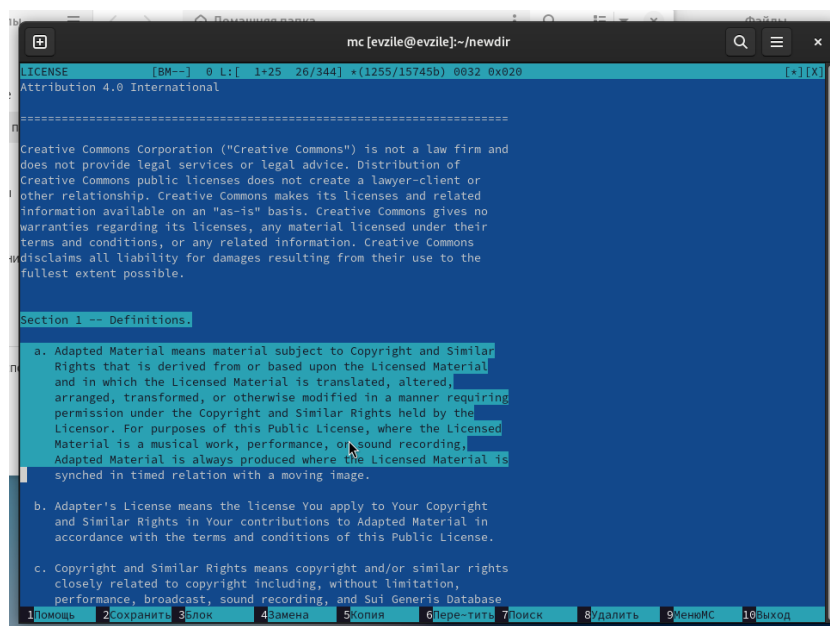 Домашняя папка
Файлы
mc [evzile@evzile]:~/newdir
LICENSE [BM--] 0 L:[ 1+25 26/344] *(1255/15745b) 0032 0x020 [*][X]
Attribution 4.0 International
=======================================================================
Creative Commons Corporation ("Creative Commons") is not a law firm and
does not provide legal services or legal advice. Distribution of
Creative Commons public licenses does not create a lawyer-client or
other relationship. Creative Commons makes its licenses and related
information available on an "as-is" basis. Creative Commons gives no
warranties regarding its licenses, any material licensed under their
terms and conditions, or any related information. Creative Commons
disclaims all liability for damages resulting from their use to the
fullest extent possible.
Section 1 -- Definitions.
a. Adapted Material means material subject to Copyright and Similar
Rights that is derived from or based upon the Licensed Material
and in which the Licensed Material is translated, altered,
arranged, transformed, or otherwise modified in a manner requiring
permission under the Copyright and Similar Rights held by the
Licensor. For purposes of this Public License, where the Licensed
Material is a musical work, performance, or sound recording,
Adapted Material is always produced where the Licensed Material is
synched in timed relation with a moving image.
b. Adapter's License means the license You apply to Your Copyright
and Similar Rights in Your contributions to Adapted Material in
accordance with the terms and conditions of this Public License.
c. Copyright and Similar Rights means copyright and/or similar rights
closely related to copyright including, without limitation,
performance, broadcast, sound recording, and Sui Generis Database
1Помощь 2Сохранить 3Блок 4Замена 5Копия 6Пере~тить 7Поиск 8Удалить 9МенюMC 10Выход